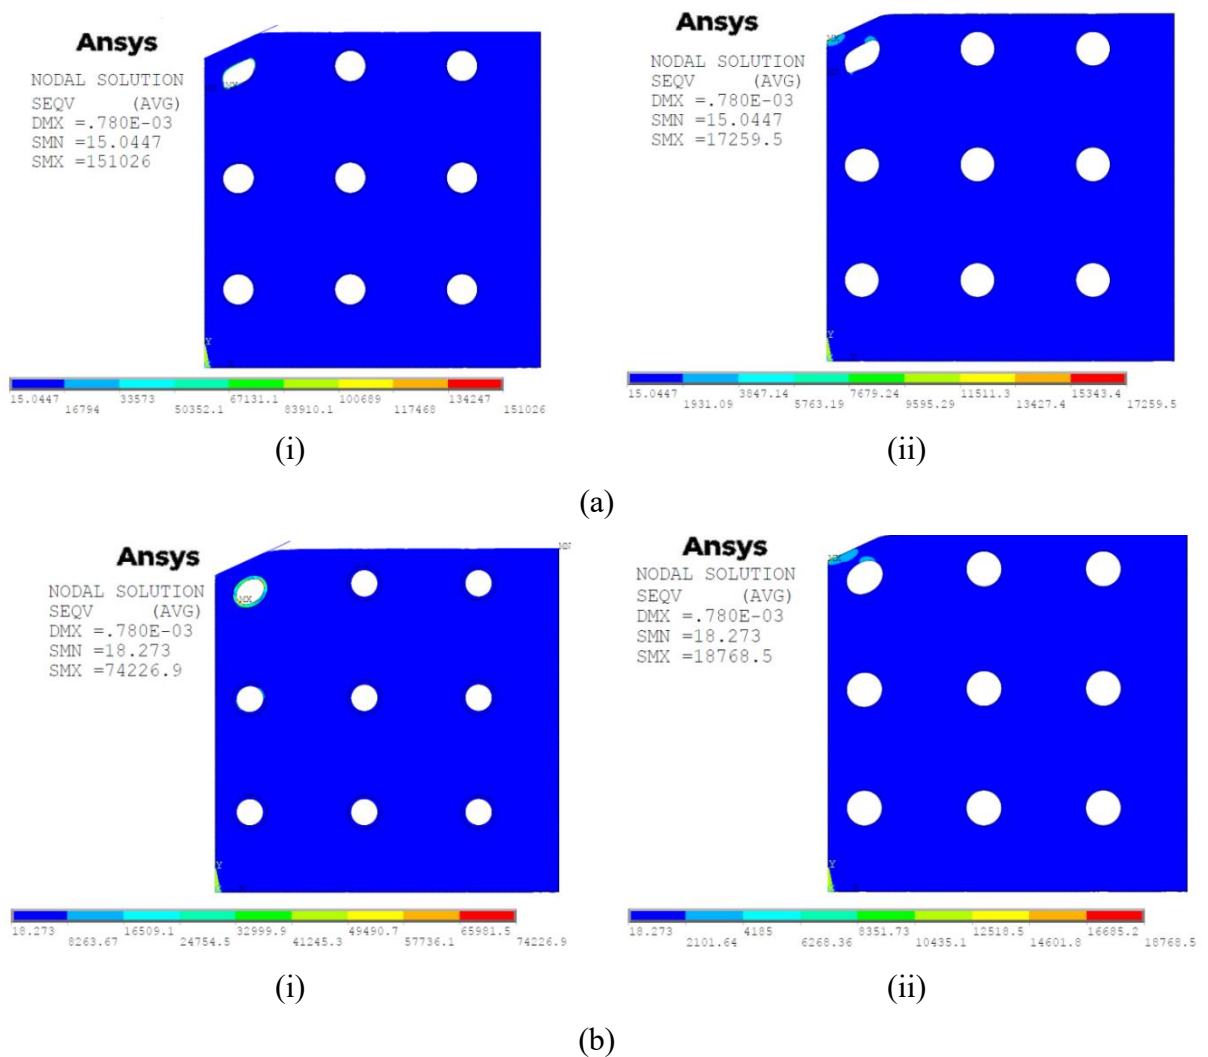 Ansys
NODAL SOLUTION
SEQV (AVG)
DMX =.780E-03
SMN =15.0447
SMX =151026
MX
Y
15.0447 33573 67131.1 100689 134247
16794 50352.1 83910.1 117468 151026
(i)
Ansys
NODAL SOLUTION
SEQV (AVG)
DMX =.780E-03
SMN =15.0447
SMX =17259.5
MX
Y
15.0447 3847.14 7679.24 11511.3 15343.4
1931.09 5763.19 9595.29 13427.4 17259.5
(ii)
(a)
Ansys
NODAL SOLUTION
SEQV (AVG)
DMX =.780E-03
SMN =18.273
SMX =74226.9
MN
MX
Y
18.273 16509.1 32999.9 49490.7 65981.5
8263.67 24754.5 41245.3 57736.1 74226.9
(i)
Ansys
NODAL SOLUTION
SEQV (AVG)
DMX =.780E-03
SMN =18.273
SMX =18768.5
MX
Y
18.273 4185 8351.73 12518.5 16685.2
2101.64 6268.36 10435.1 14601.8 18768.5
(ii)
(b)